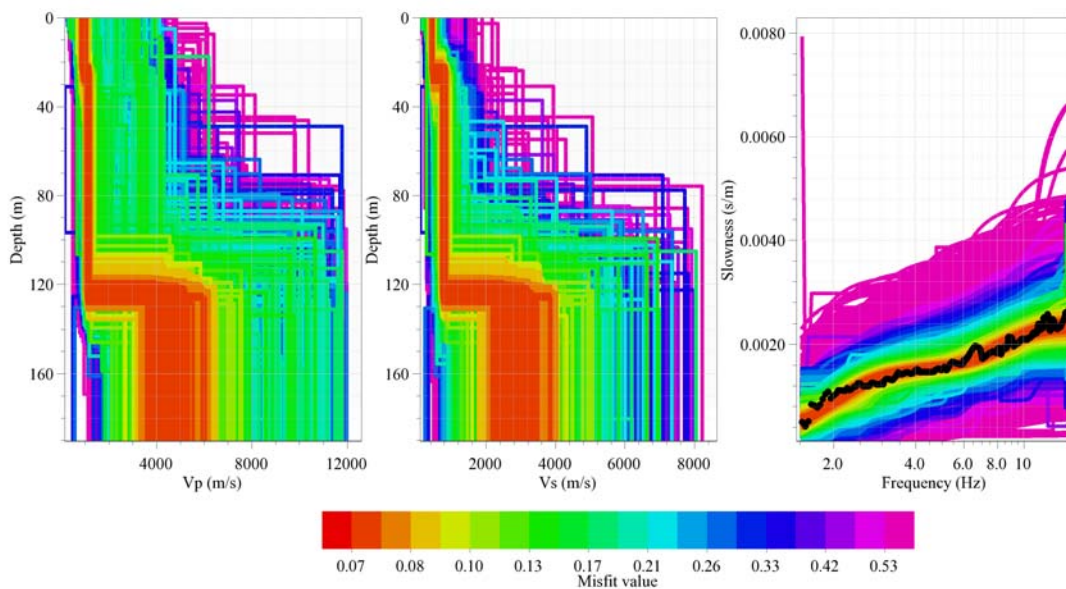 0
40
80
120
160
Depth (m)
4000 8000 12000
Vp (m/s)
0
40
80
120
160
Depth (m)
2000 4000 6000 8000
Vs (m/s)
0.0080
0.0060
0.0040
0.0020
Slowness (s/m)
2.0 4.0 6.0 8.0 10
Frequency (Hz)
0.07 0.08 0.10 0.13 0.17 0.21 0.26 0.33 0.42 0.53
Misfit value